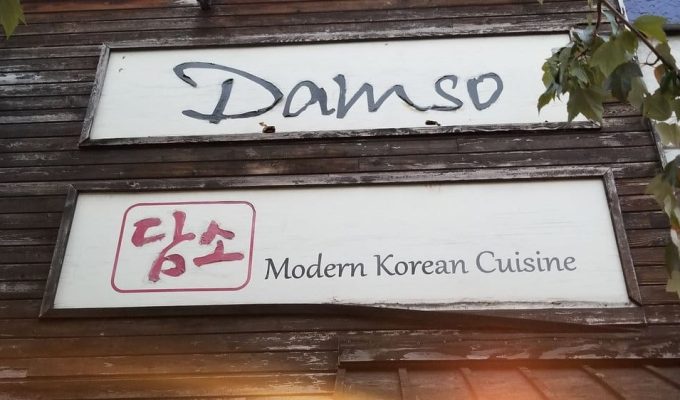 Damso
담소
Modern Korean Cuisine